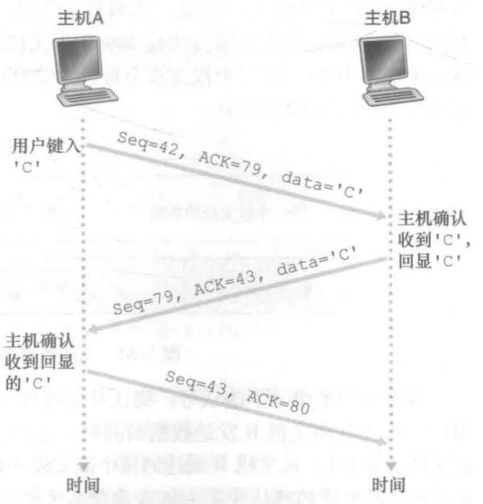 主机A
主机B
用户键入
'C'
Seq=42, ACK=79, data='C'
主机确认
收到'C',
回显'C'
Seq=79, ACK=43, data='C'
主机确认
收到回显
的'C'
Seq=43, ACK=80
时间
时间